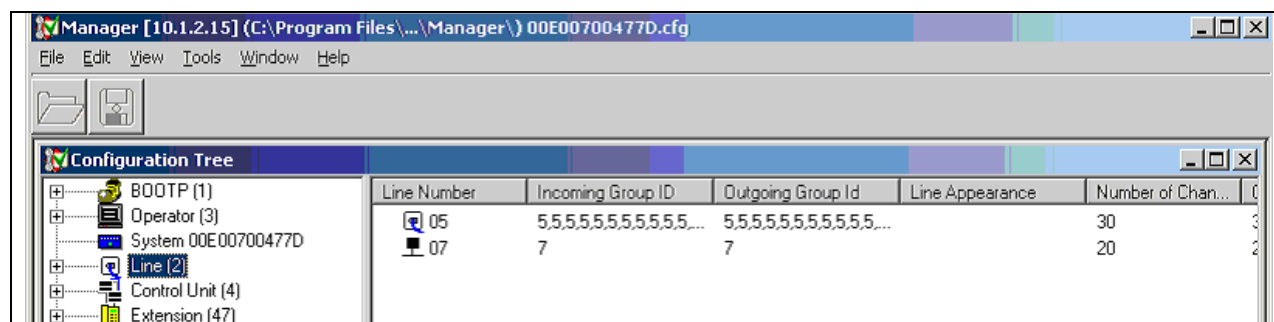 Manager [10.1.2.15] (C:\Program Files\...\Manager\) 00E00700477D.cfg
File Edit View Tools Window Help
Configuration Tree
BOOTP (1)
Operator (3)
System 00E00700477D
Line (2)
Control Unit (4)
Extension (47)
Line Number Incoming Group ID Outgoing Group Id Line Appearance Number of Chan...
05 5,5,5,5,5,5,5,5,5,5,5,... 5,5,5,5,5,5,5,5,5,5,5,... 30
07 7 7 20